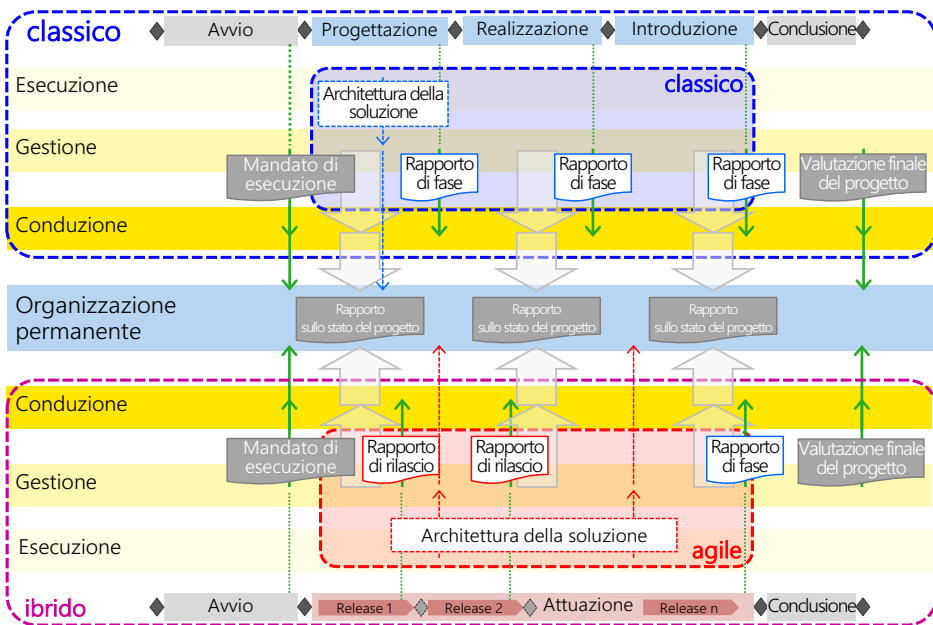 classico
Avvio
Progettazione
Realizzazione
Introduzione
Conclusione
Esecuzione
classico
Architettura della
soluzione
Gestione
Mandato di
esecuzione
Rapporto
di fase
Rapporto
di fase
Rapporto
di fase
Valutazione finale
del progetto
Conduzione
Organizzazione
permanente
Rapporto
sullo stato del progetto
Rapporto
sullo stato del progetto
Rapporto
sullo stato del progetto
Conduzione
Mandato di
esecuzione
Rapporto
di rilascio
Rapporto
di rilascio
Rapporto
di fase
Valutazione finale
del progetto
Gestione
Architettura della soluzione
Esecuzione
agile
ibrido
Avvio
Release 1
Release 2
Attuazione
Release n
Conclusione